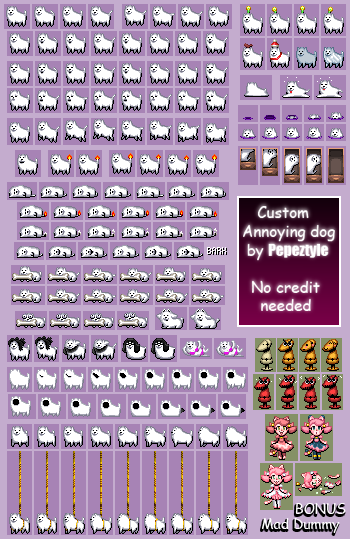 BARK
Custom
Annoying dog
by Pepeztyle
No credit
needed
BONUS
Mad Dummy